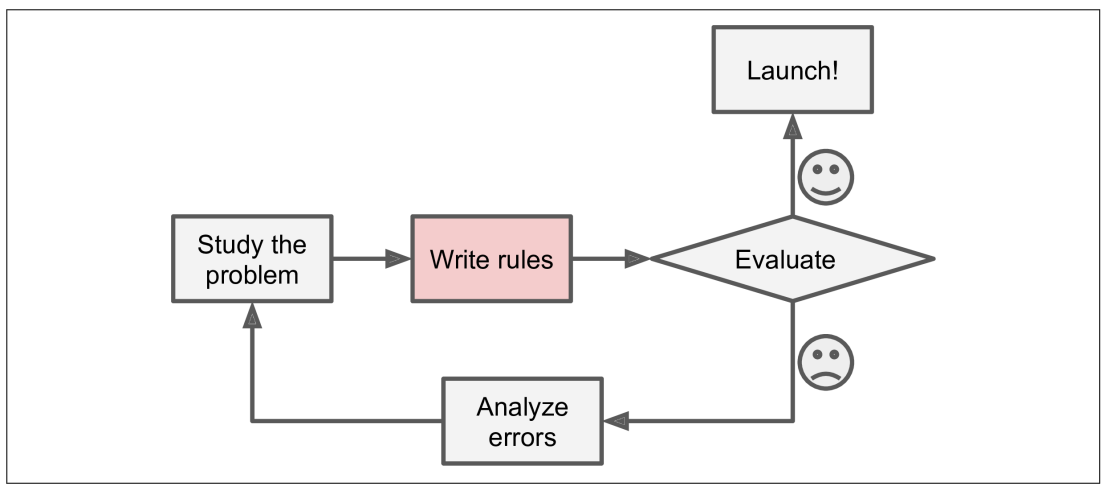 Launch!
Study the
problem
Write rules
Evaluate
Analyze
errors